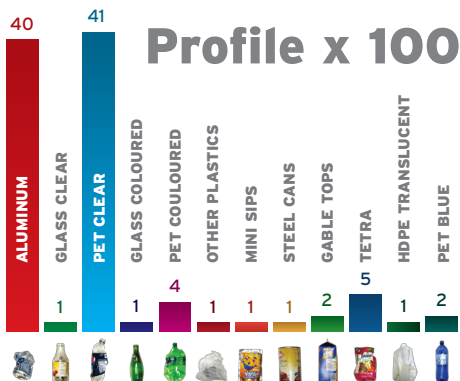 Profile x 100
40
ALUMINUM
1
GLASS CLEAR
41
PET CLEAR
1
GLASS COLOURED
4
PET COULOURED
1
OTHER PLASTICS
1
MINI SIPS
1
STEEL CANS
2
GABLE TOPS
5
TETRA
1
HDPE TRANSLUCENT
2
PET BLUE